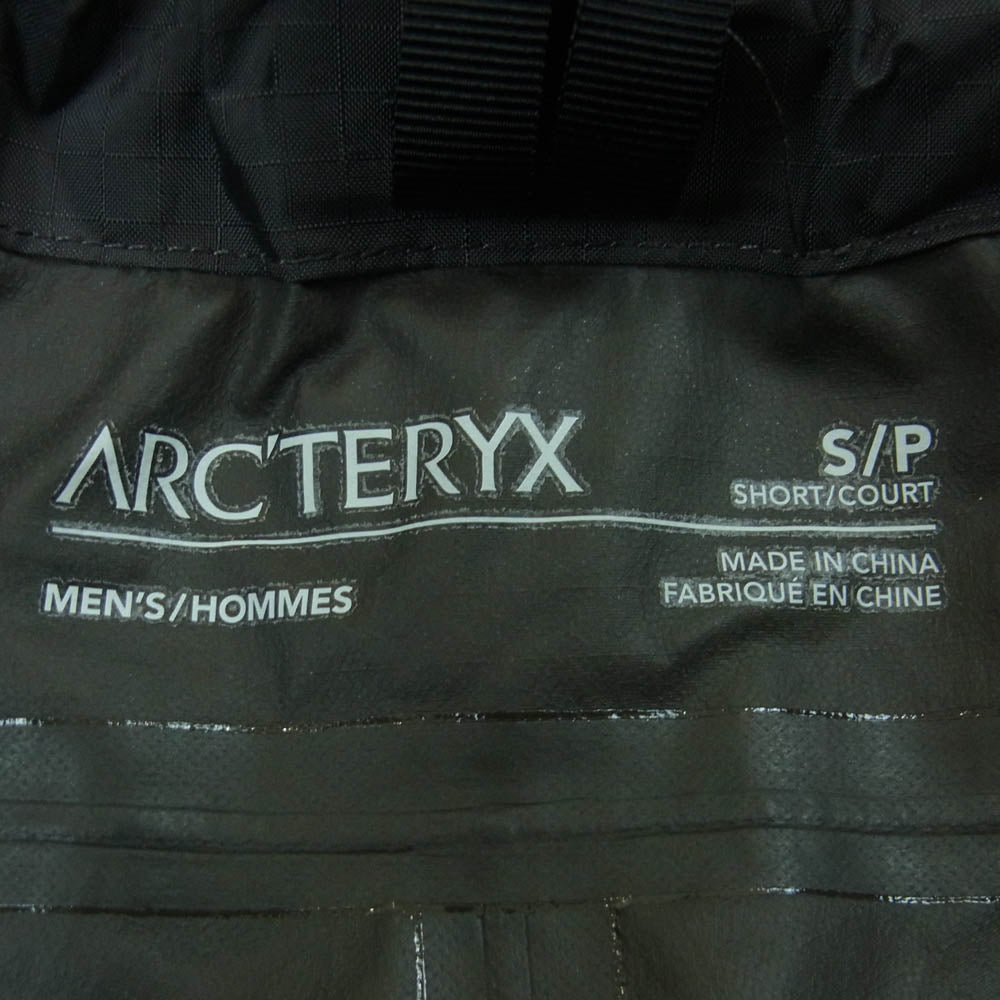 ARC'TERYX
S/P
SHORT/COURT
MEN'S/HOMMES
MADE IN CHINA
FABRIQUÉ EN CHINE